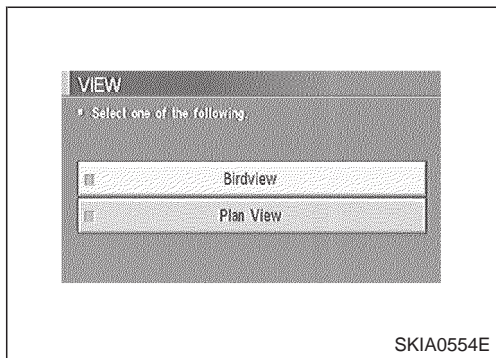 VIEW
Select one of the following.
Birdview
Plan View
SKIA0554E